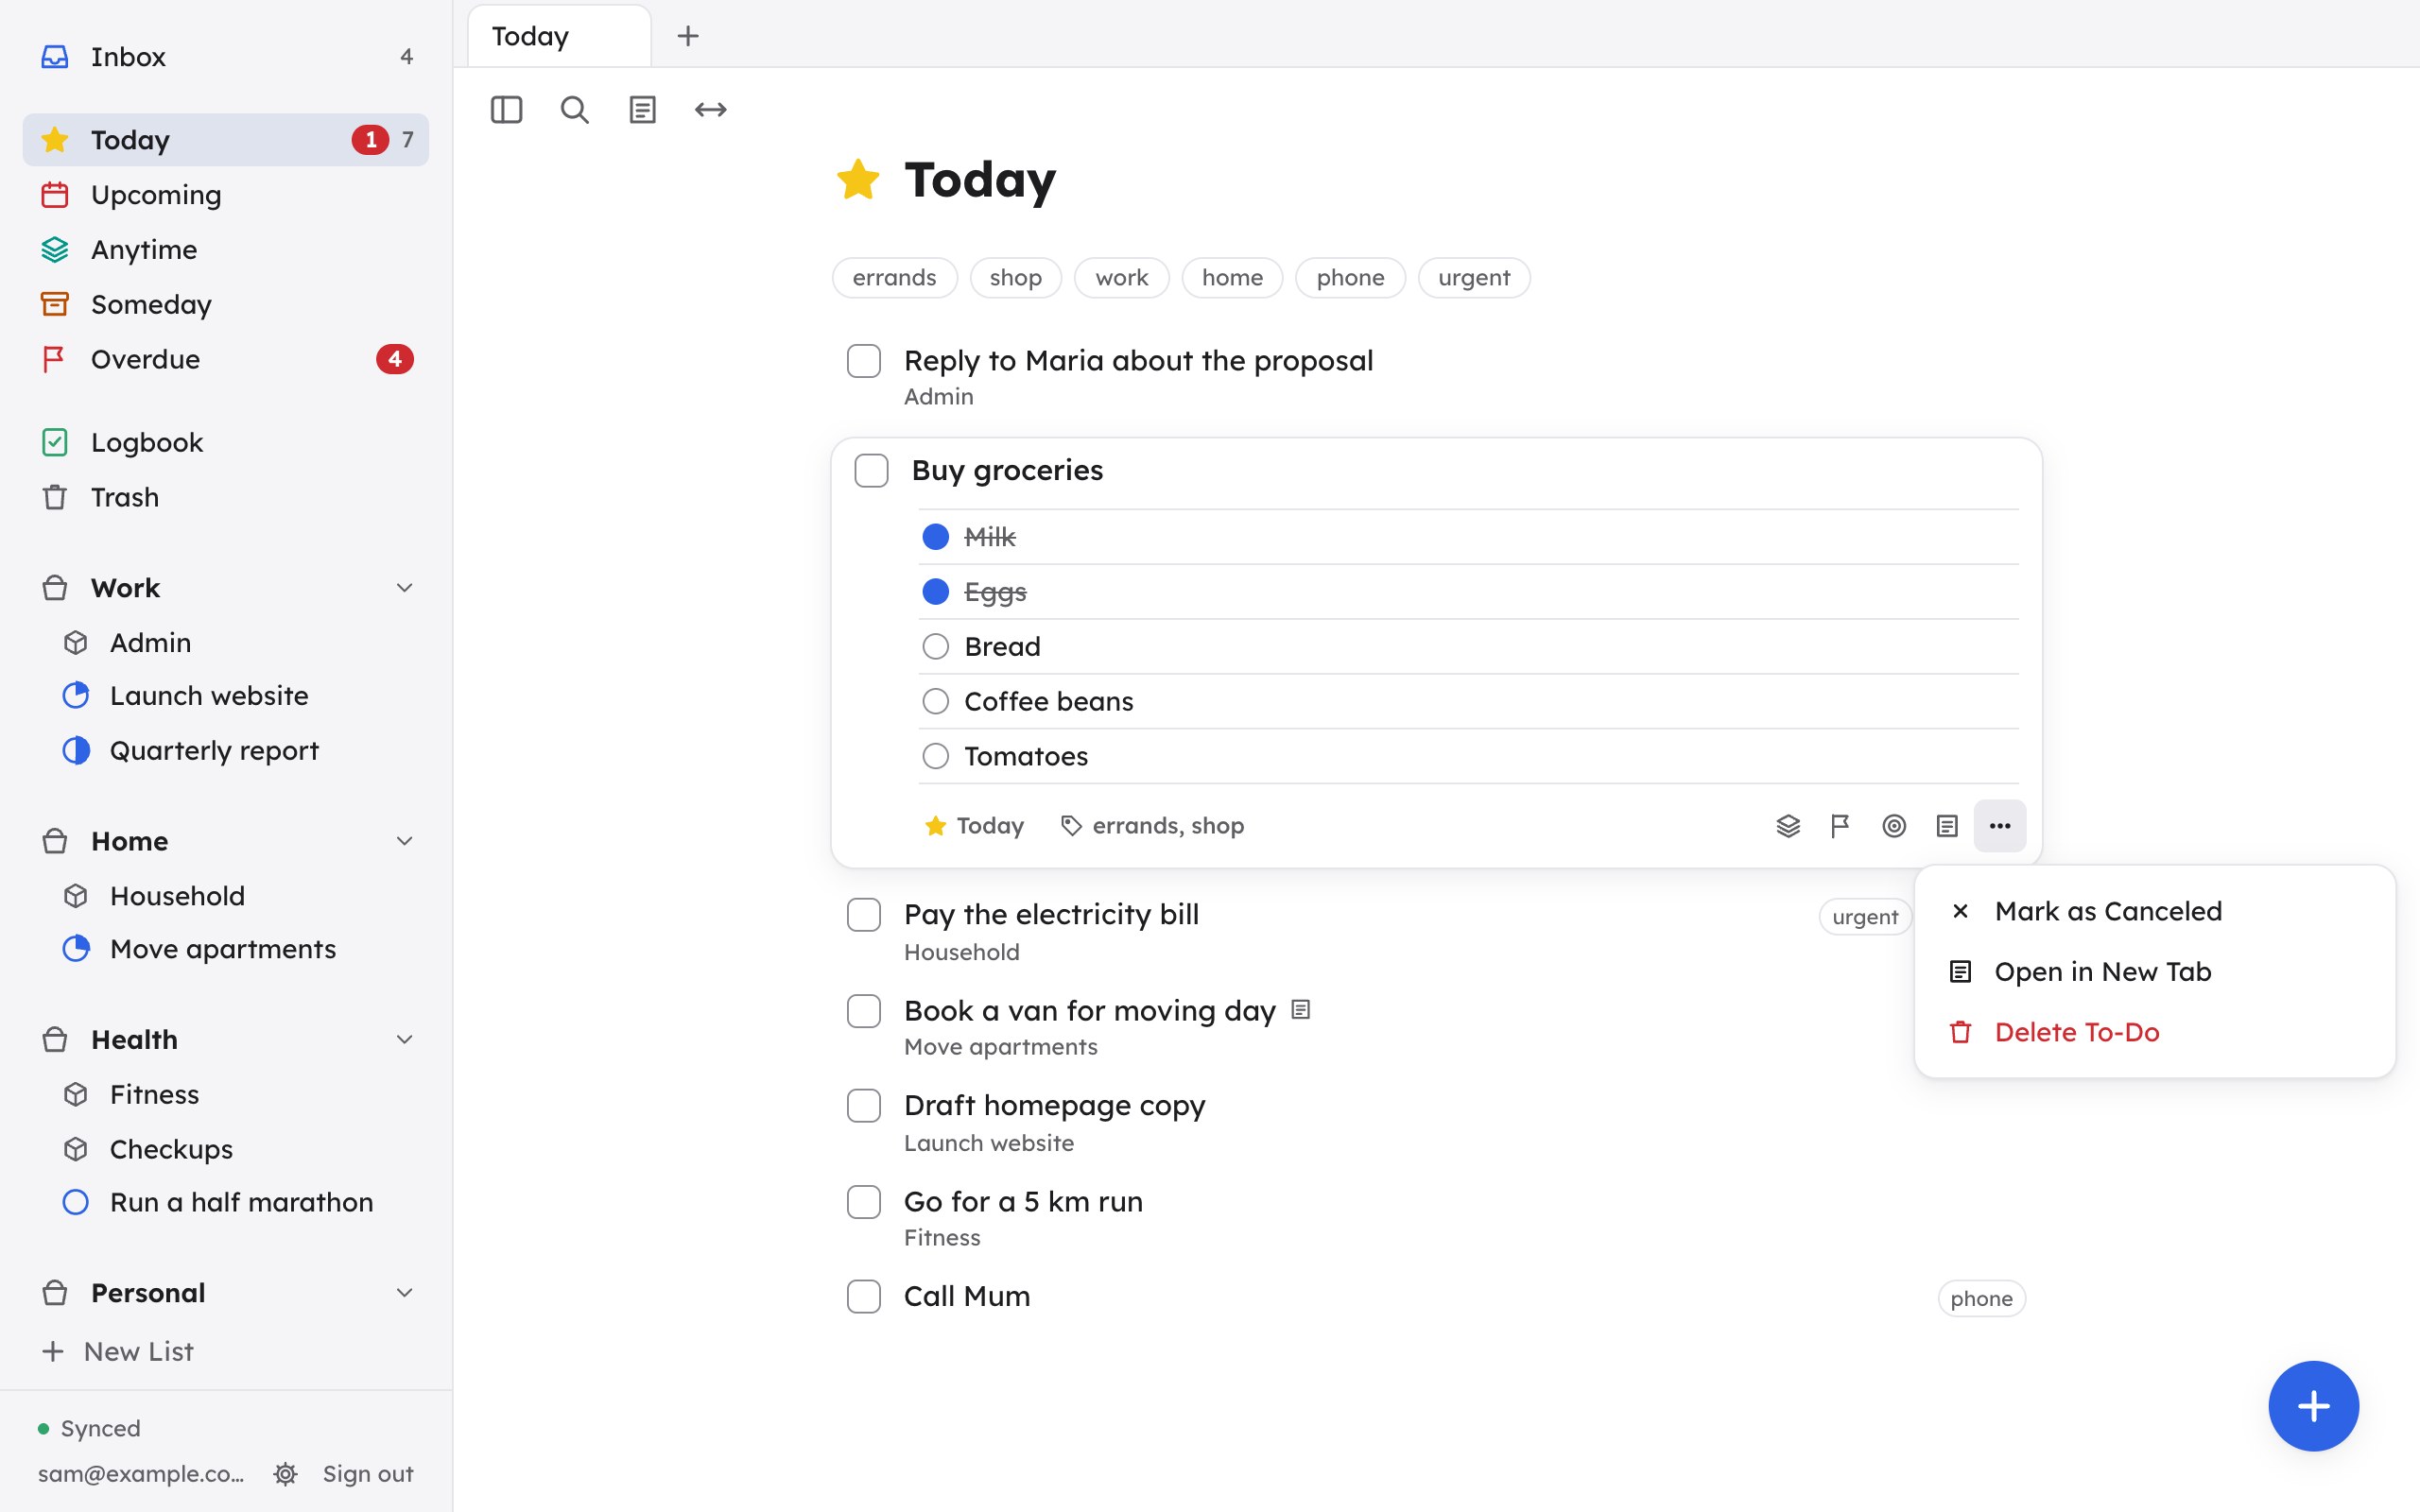 Inbox 4
Today 1 7
Upcoming
Anytime
Someday
Overdue 4
Logbook
Trash
Work
Admin
Launch website
Quarterly report
Home
Household
Move apartments
Health
Fitness
Checkups
Run a half marathon
Personal
New List
Synced
sam@example.co… Sign out
Today
Today
errands shop work home phone urgent
Reply to Maria about the proposal
Admin
Buy groceries
Milk
Eggs
Bread
Coffee beans
Tomatoes
Today errands, shop
Pay the electricity bill urgent
Household
Book a van for moving day
Move apartments
Draft homepage copy
Launch website
Go for a 5 km run
Fitness
Call Mum phone
Mark as Canceled
Open in New Tab
Delete To-Do